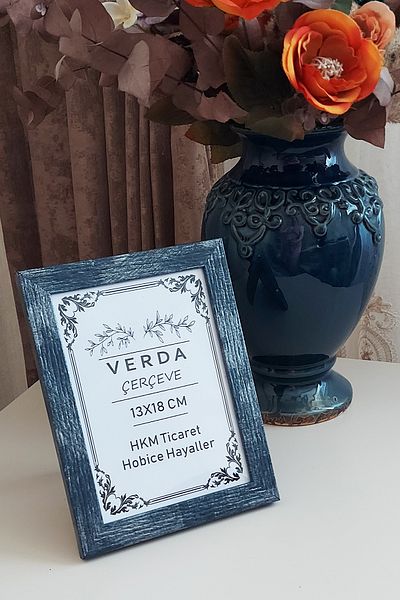 VERDA
ÇERÇEVE
13X18 CM
HKM Ticaret
Hobice Hayaller